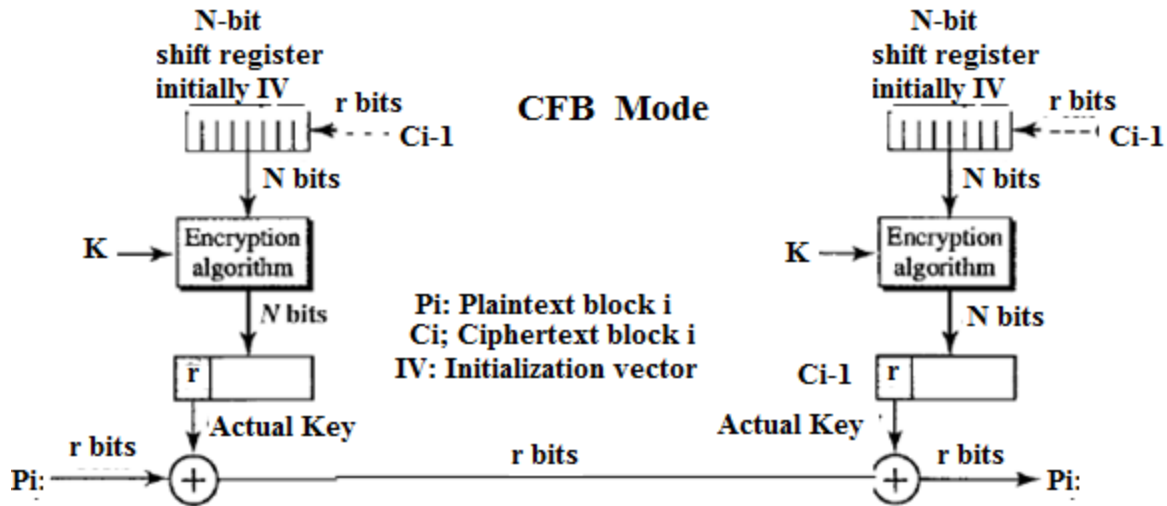 N-bit
shift register
initially IV
r bits
Ci-1
CFB Mode
N-bit
shift register
initially IV
r bits
Ci-1
N bits
N bits
K
Encryption
algorithm
K
Encryption
algorithm
N bits
N bits
Pi: Plaintext block i
Ci; Ciphertext block i
IV: Initialization vector
r
Ci-1
r
Actual Key
Actual Key
r bits
r bits
r bits
Pi:
+
+
Pi: